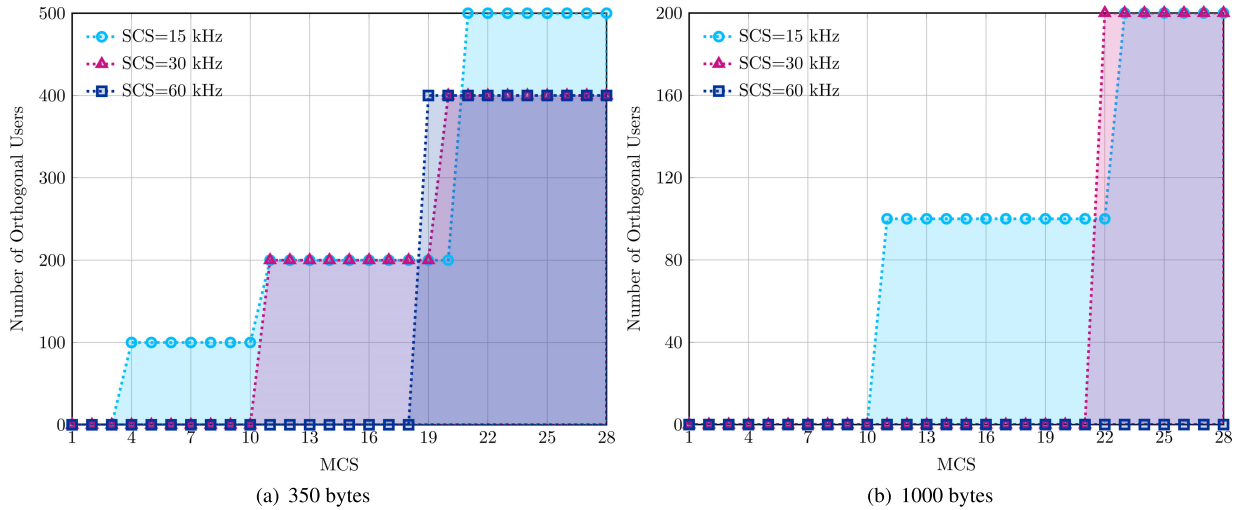 500
400
300
200
100
0
Number of Orthogonal Users
SCS=15 kHz
SCS=30 kHz
SCS=60 kHz
1 4 7 10 13 16 19 22 25 28
MCS
(a) 350 bytes
200
160
120
80
40
0
Number of Orthogonal Users
SCS=15 kHz
SCS=30 kHz
SCS=60 kHz
1 4 7 10 13 16 19 22 25 28
MCS
(b) 1000 bytes